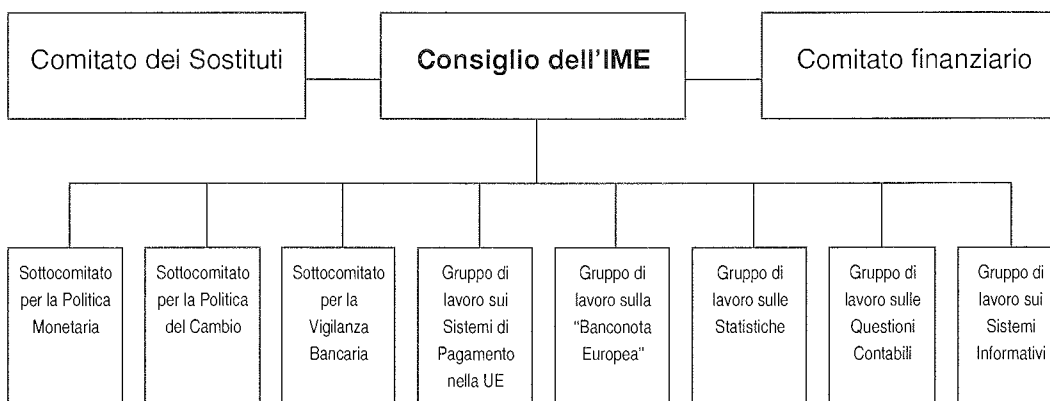 Comitato dei Sostituti
Consiglio dell'IME
Comitato finanziario
Sottocomitato
per la Politica
Monetaria
Sottocomitato
per la Politica
del Cambio
Sottocomitato
per la
Vigilanza
Bancaria
Gruppo di
lavoro sui
Sistemi di
Pagamento
nella UE
Gruppo di
lavoro sulla
"Banconota
Europea"
Gruppo di
lavoro sulle
Statistiche
Gruppo di
lavoro sulle
Questioni
Contabili
Gruppo di
lavoro sui
Sistemi
Informativi